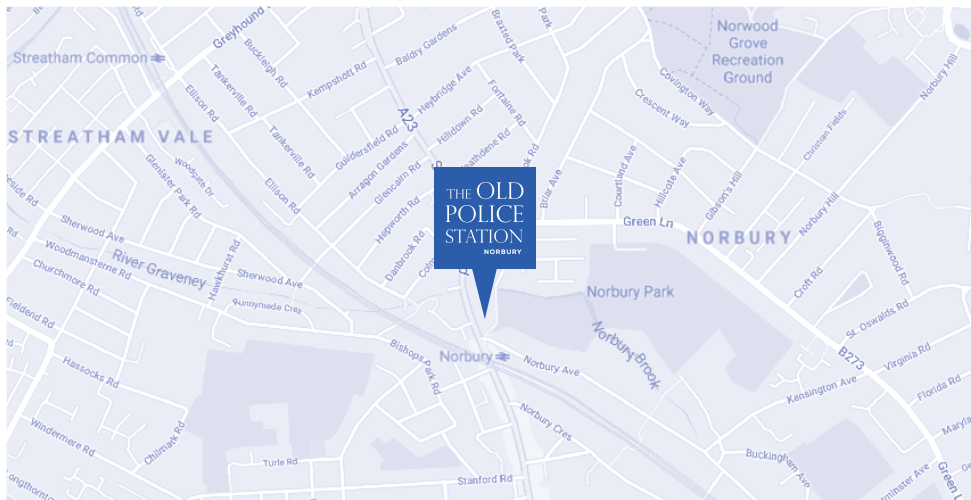 Greyhound
Park
Braxted Park
Norwood
Grove
Recreation
Ground
Norbury Hill
Streatham Common
Buckleigh Rd
Baldry Gardens
Kempshott Rd
Tankerville Rd
Ellison Rd
Heybridge Ave
Fontaine Rd
Covington Way
Crescent Way
A23
Hilldown Rd
Christian Fields
STREATHAM VALE
Tankerville Rd
Guildersfield Rd
Arragon Gardens
Glencairn Rd
Glenister Park Rd
Woodgate Dr
Ellison Rd
Hepworth Rd
Briar Ave
Courtland Ave
Hillcote Ave
Gibson's Hill
Norbury Hill
THE OLD
POLICE
STATION
NORBURY
Green Ln
NORBURY
Biggin wood Rd
Sherwood Ave
Woodmansterne Rd
River Graveney
Churchmore Rd
Hawkhurst Rd
Sherwood Ave
Runnymede Cres
Danbrook Rd
Norbury Park
Croft Rd
St. Oswalds Rd
Norbury Brook
B273
Virginia Rd
Hassocks Rd
Bishops Park Rd
Norbury
Norbury Ave
Kensington Ave
Florida Rd
Norbury Cres
Windermere Rd
Chilmark Rd
Turle Rd
Stanford Rd
Buckingham Ave
Green L